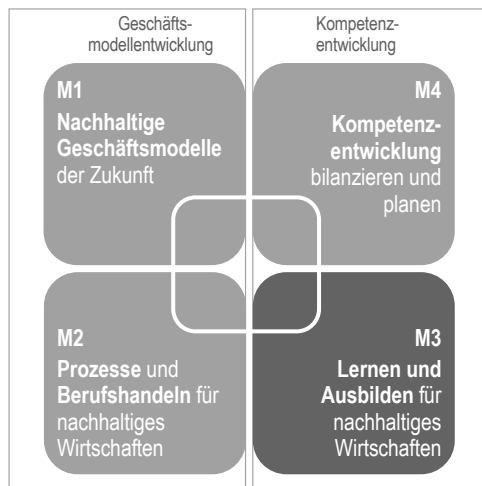 Geschäfts-
modellentwicklung
Kompetenz-
entwicklung
M1
Nachhaltige
Geschäftsmodelle
der Zukunft
M4
Kompetenz-
entwicklung
bilanzieren und
planen
M2
Prozesse und
Berufshandeln für
nachhaltiges
Wirtschaften
M3
Lernen und
Ausbilden für
nachhaltiges
Wirtschaften